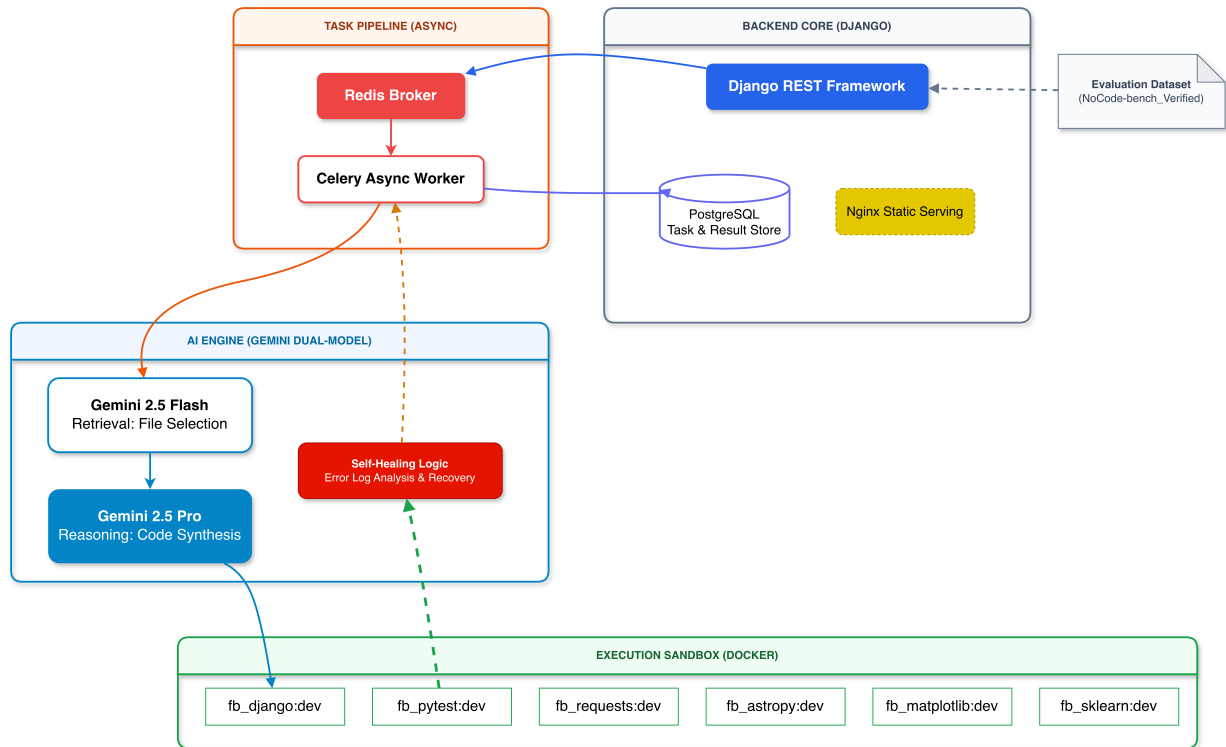 TASK PIPELINE (ASYNC)
Redis Broker
Celery Async Worker
BACKEND CORE (DJANGO)
Django REST Framework
PostgreSQL
Task & Result Store
Nginx Static Serving
Evaluation Dataset
(NoCode-bench_Verified)
AI ENGINE (GEMINI DUAL-MODEL)
Gemini 2.5 Flash
Retrieval: File Selection
Gemini 2.5 Pro
Reasoning: Code Synthesis
Self-Healing Logic
Error Log Analysis & Recovery
EXECUTION SANDBOX (DOCKER)
fb_django:dev
fb_pytest:dev
fb_requests:dev
fb_astropy:dev
fb_matplotlib:dev
fb_sklearn:dev